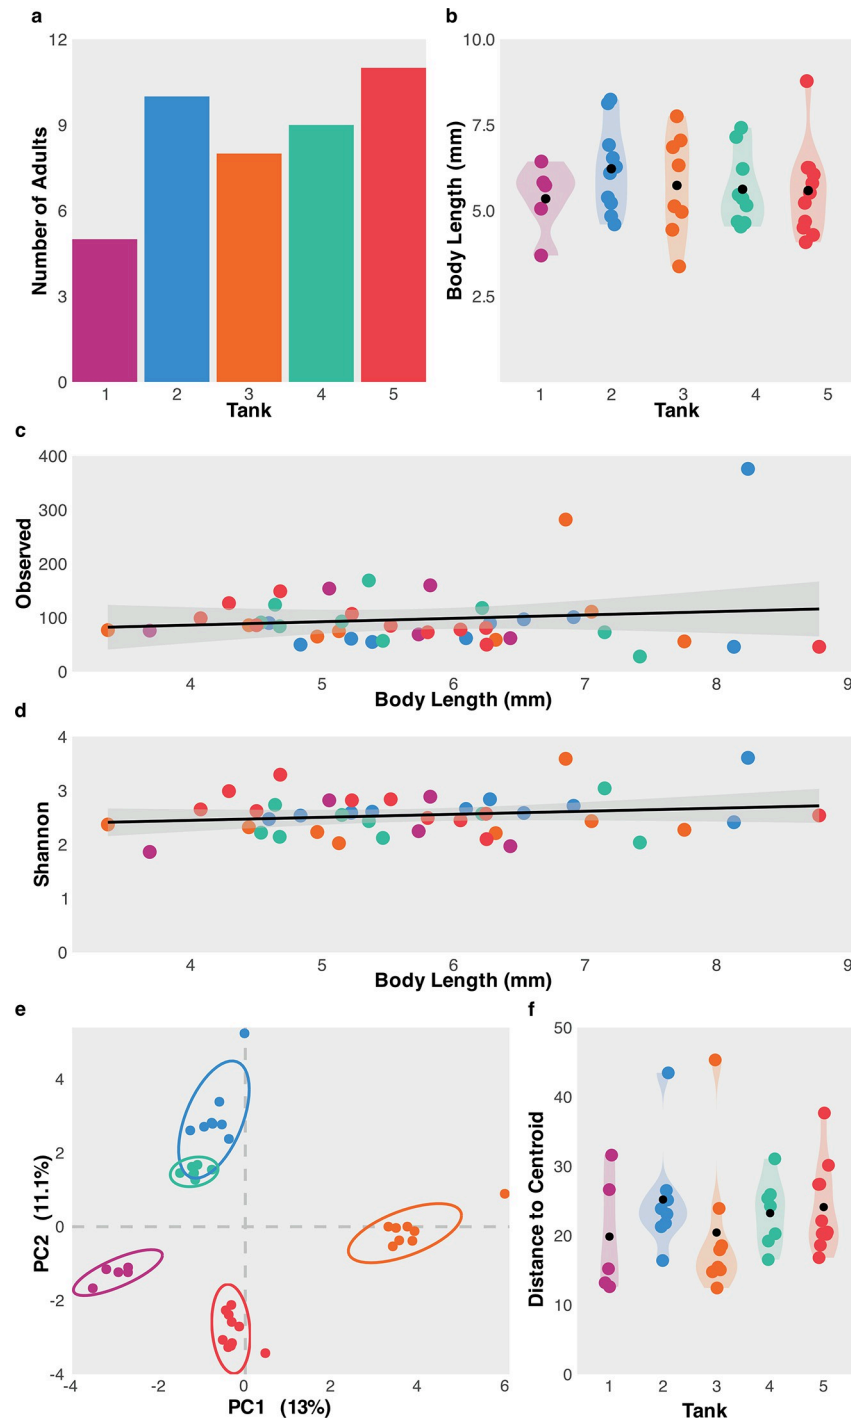 a
12
9
6
3
0
Number of Adults
1 2 3 4 5
Tank
b
10.0
7.5
5.0
2.5
Body Length (mm)
1 2 3 4 5
Tank
c
400
300
200
100
0
Observed
4 5 6 7 8 9
Body Length (mm)
d
4
3
2
1
0
Shannon
4 5 6 7 8 9
Body Length (mm)
e
4
2
0
-2
-4
PC2 (11.1%)
-4 -2 0 2 4 6
PC1 (13%)
f
50
40
30
20
10
0
Distance to Centroid
1 2 3 4 5
Tank